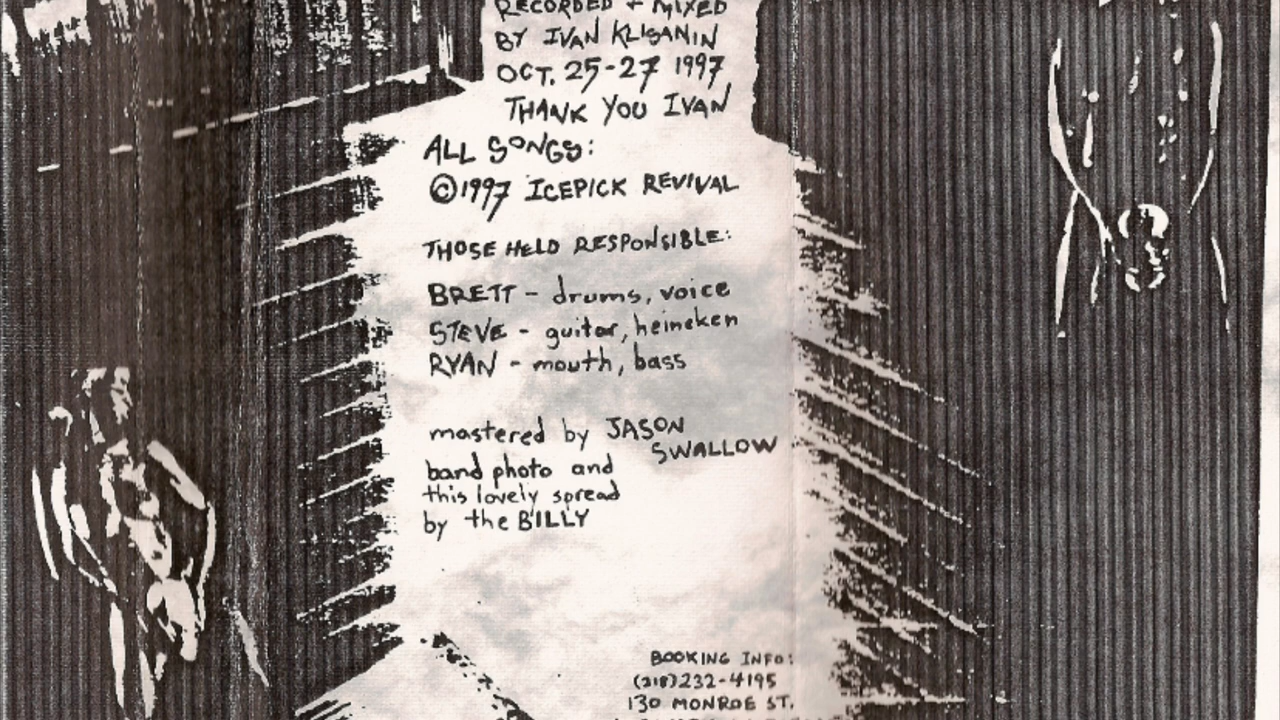 RECORDED + MIXED
BY IVAN KLISANIN
OCT. 25-27 1997
THANK YOU IVAN
ALL SONGS:
©1997 ICEPICK REVIVAL
THOSE HELD RESPONSIBLE:
BRETT - drums, voice
STEVE - guitar, heineken
RYAN - mouth, bass
mastered by JASON
SWALLOW
band photo and
this lovely spread
by the BILLY
BOOKING INFO:
(218)232-4195
130 MONROE ST.